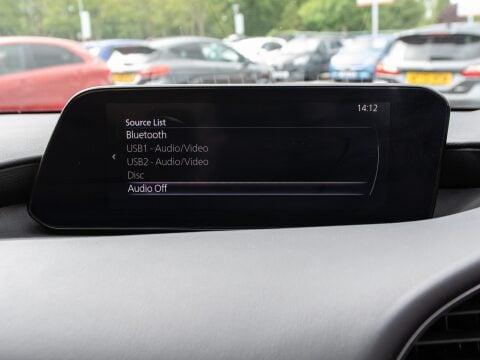 14:12
Source List
Bluetooth
USB1 - Audio/Video
USB2 - Audio/Video
Disc
Audio Off